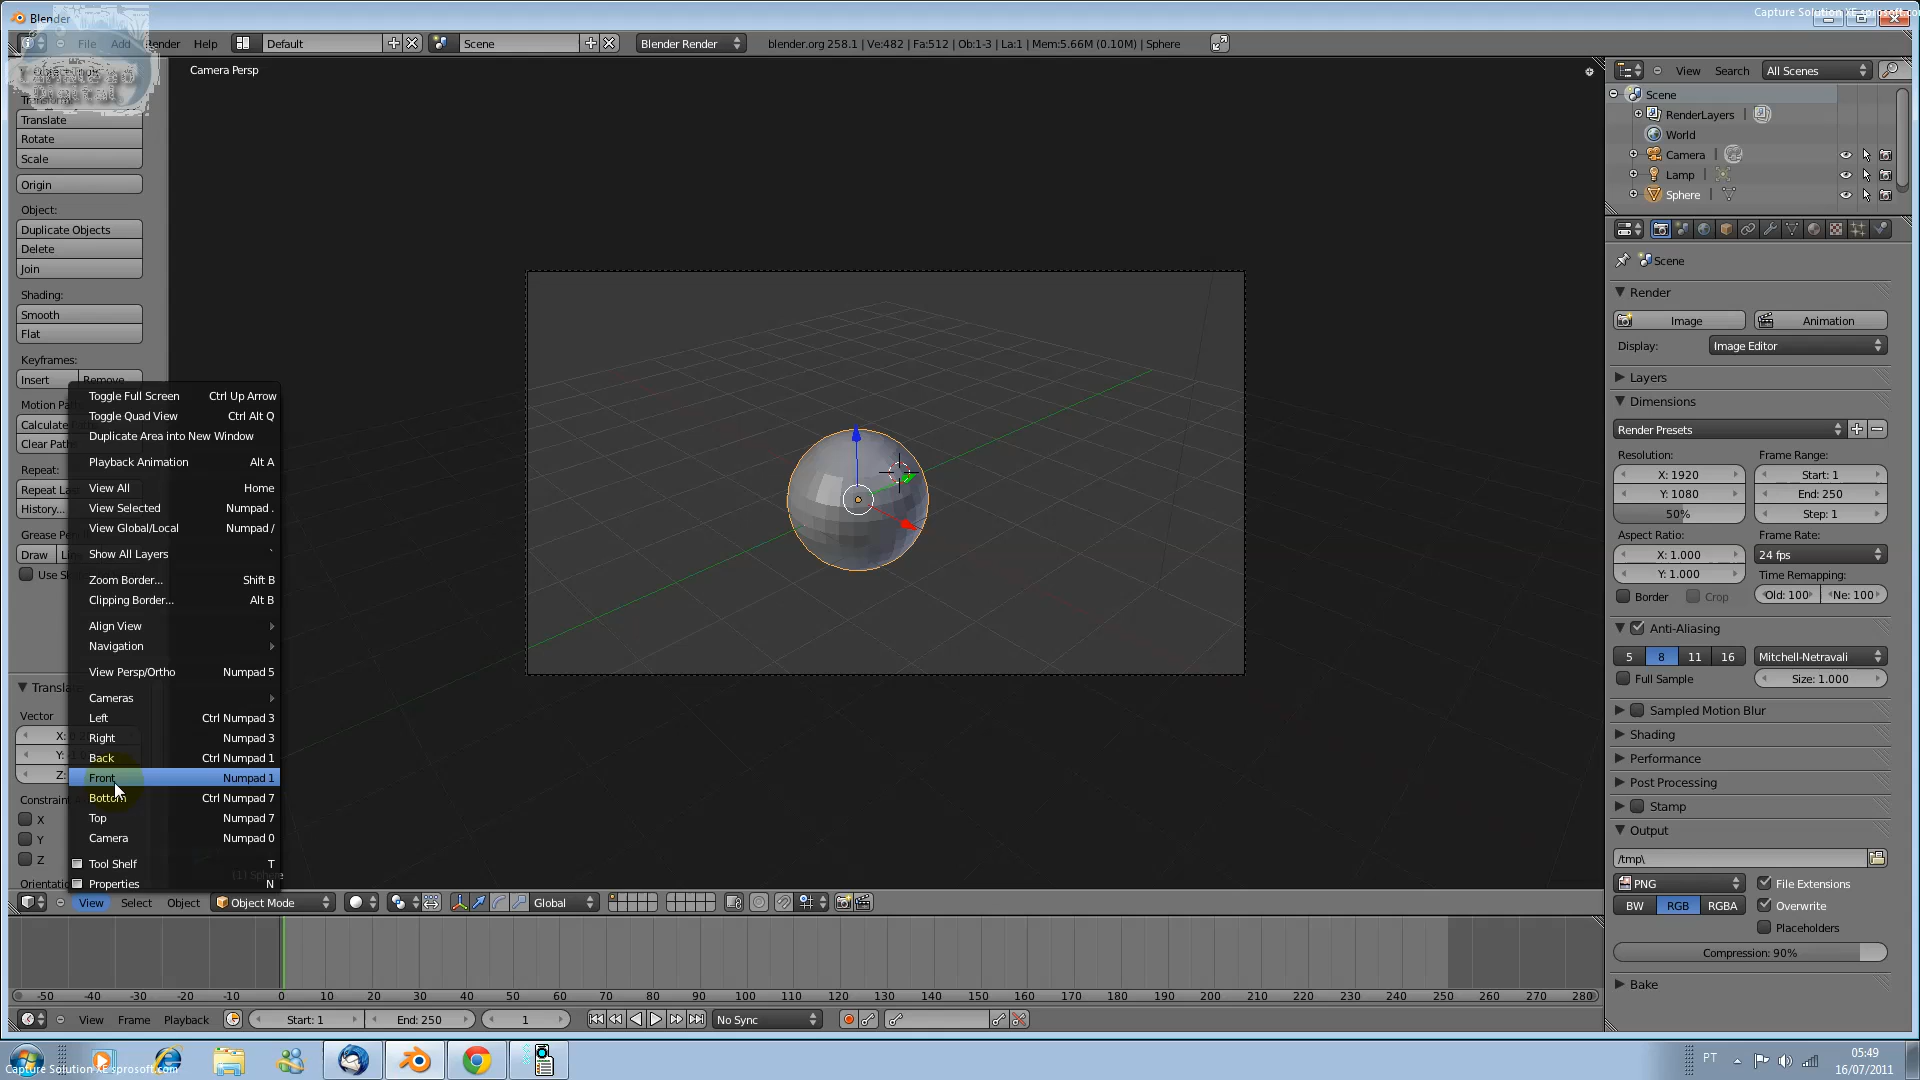 Blender
Capture Solution XE sprosoft.co
File Add Render Help Default Scene Blender Render blender.org 258.1 | Ve:482 | Fa:512 | Ob:1-3 | La:1 | Mem:5.66M (0.10M) | Sphere
Camera Persp
Translate
Rotate
Scale
Origin
Object:
Duplicate Objects
Delete
Join
Shading:
Smooth
Flat
Keyframes:
Insert Remove
Motion Pa
Calculate
Clear Path
Repeat:
Repeat La
History...
Grease Pen
Draw Lin
Use S
Translat
Vector
X:
Y:
Z:
Constrain
X
Y
Z
Orientatio
Toggle Full Screen Ctrl Up Arrow
Toggle Quad View Ctrl Alt Q
Duplicate Area into New Window
Playback Animation Alt A
View All Home
View Selected Numpad .
View Global/Local Numpad /
Show All Layers `
Zoom Border... Shift B
Clipping Border... Alt B
Align View
Navigation
View Persp/Ortho Numpad 5
Cameras
Left Ctrl Numpad 3
Right Numpad 3
Back Ctrl Numpad 1
Front Numpad 1
Bottom Ctrl Numpad 7
Top Numpad 7
Camera Numpad 0
Tool Shelf T
(1) Sphere
Properties N
View Select Object Object Mode Global
-50 -40 -30 -20 -10 0 10 20 30 40 50 60 70 80 90 100 110 120 130 140 150 160 170 180 190 200 210 220 230 240 250 260 270 280
View Frame Playback Start: 1 End: 250 1 No Sync
View Search All Scenes
Scene
RenderLayers |
World
Camera |
Lamp |
Sphere |
Scene
Render
Image Animation
Display: Image Editor
Layers
Dimensions
Render Presets
Resolution: Frame Range:
X: 1920 Start: 1
Y: 1080 End: 250
50% Step: 1
Aspect Ratio: Frame Rate:
X: 1.000 24 fps
Y: 1.000 Time Remapping:
Border Crop Old: 100 Ne: 100
Anti-Aliasing
5 8 11 16 Mitchell-Netravali
Full Sample Size: 1.000
Sampled Motion Blur
Shading
Performance
Post Processing
Stamp
Output
/tmp\
PNG File Extensions
BW RGB RGBA Overwrite
Placeholders
Compression: 90%
Bake
PT 05:49
16/07/2011
Capture Solution XE sprosoft.com